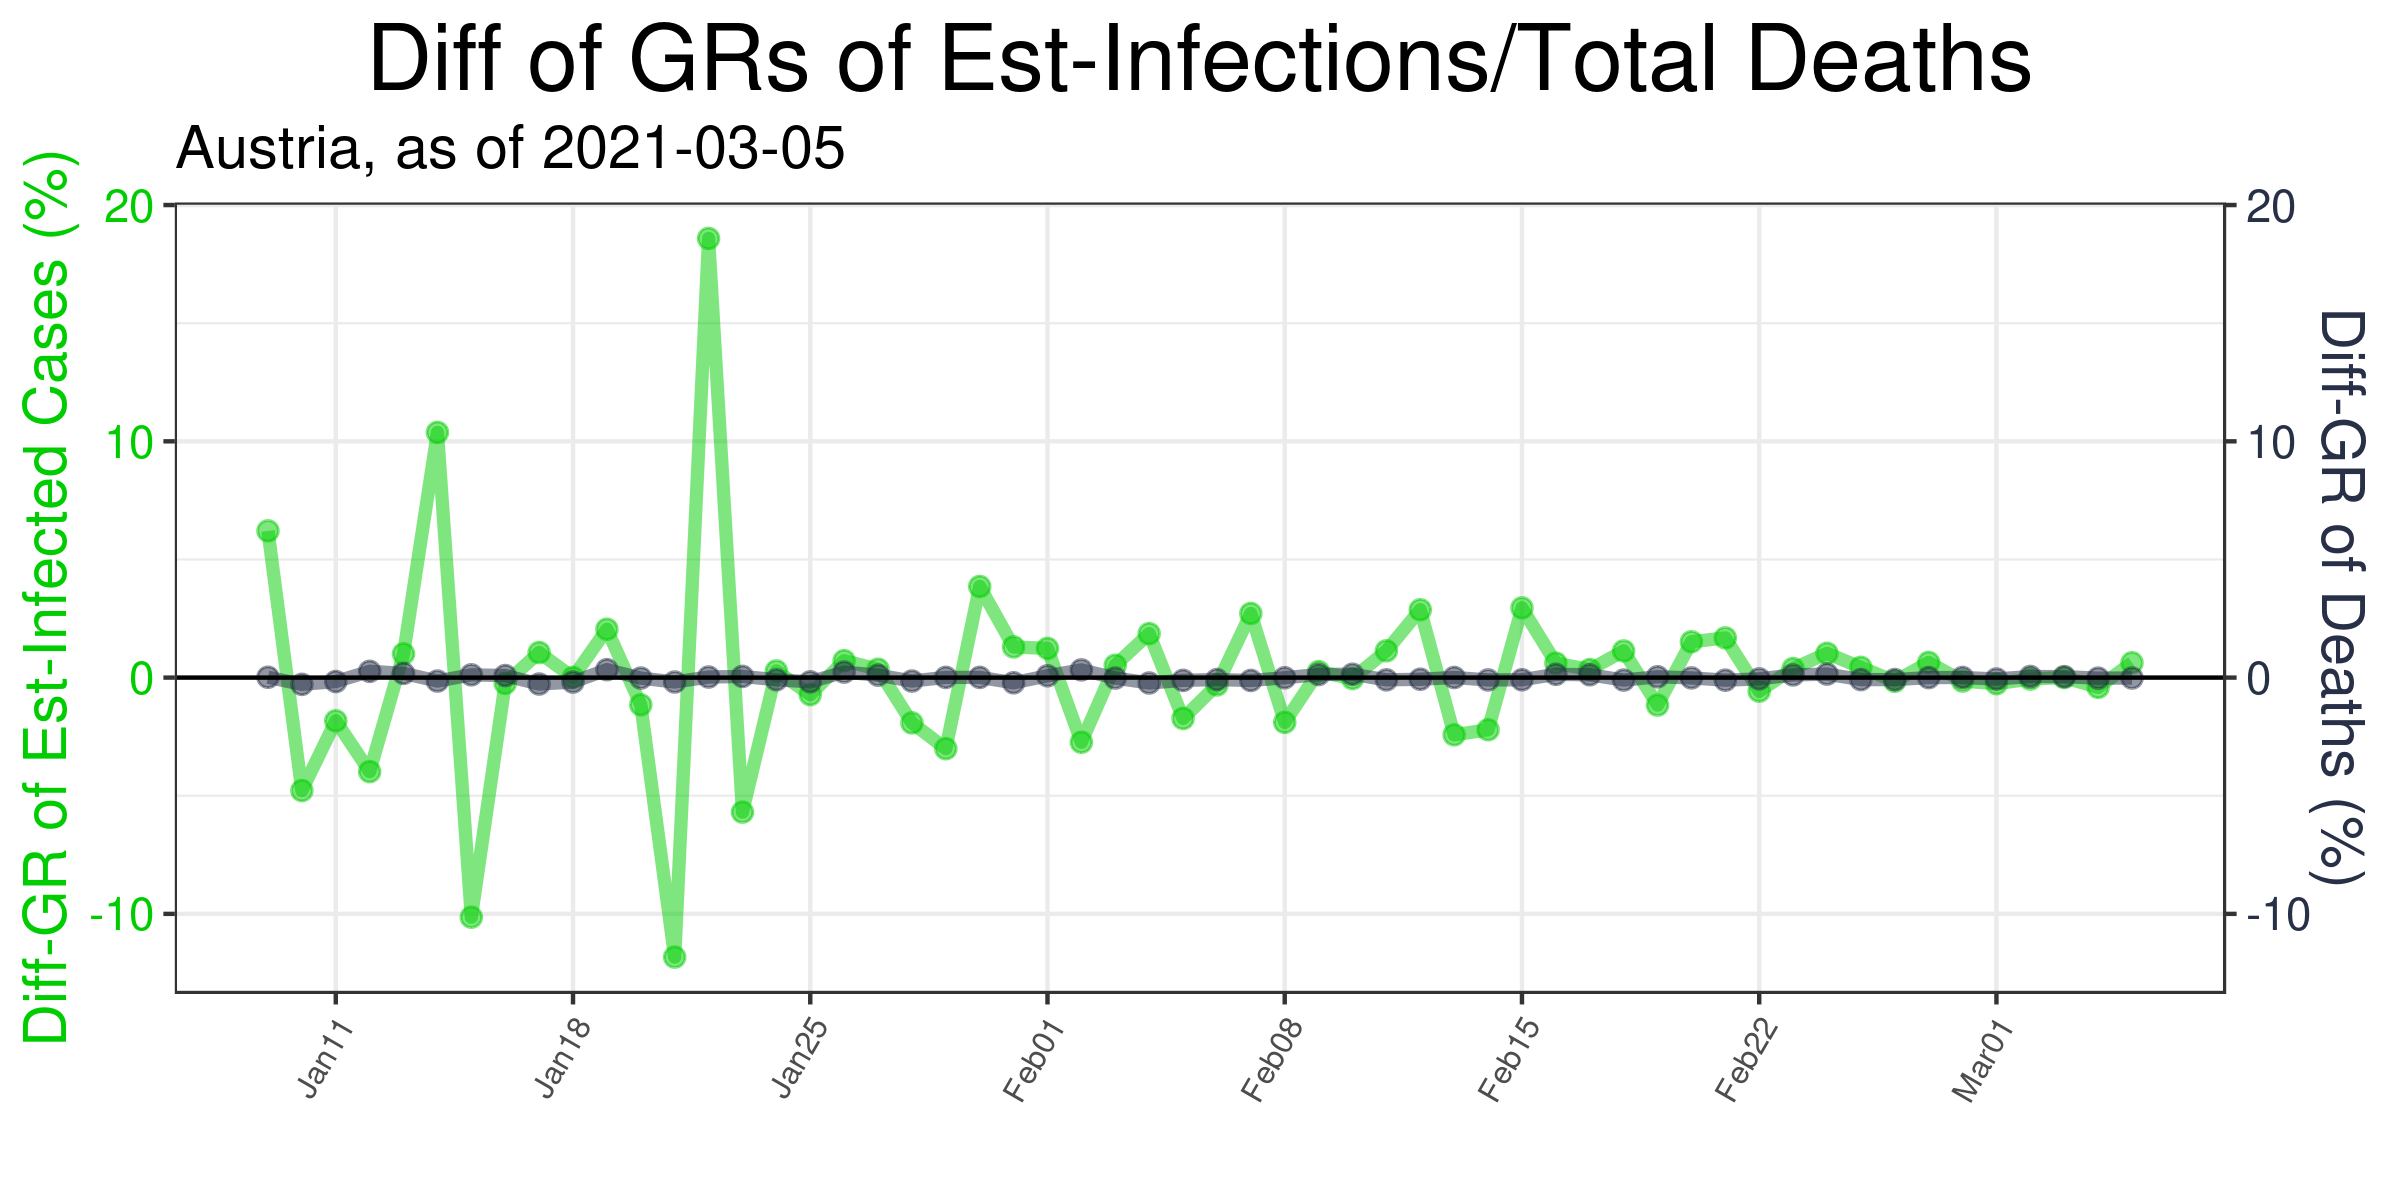 Diff of GRs of Est-Infections/Total Deaths
Austria, as of 2021-03-05
Diff-GR of Est-Infected Cases (%)
20
10
0
-10
20
10
0
-10
Diff-GR of Deaths (%)
Jan11
Jan18
Jan25
Feb01
Feb08
Feb15
Feb22
Mar01